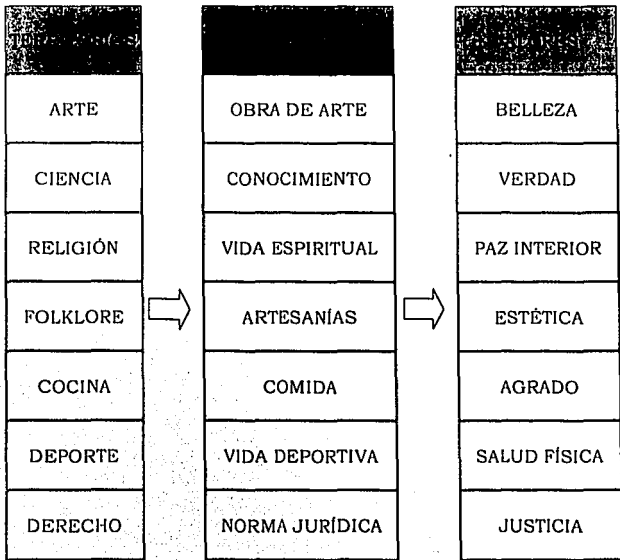 ARTE OBRA DE ARTE BELLEZA
CIENCIA CONOCIMIENTO VERDAD
RELIGIÓN VIDA ESPIRITUAL PAZ INTERIOR
FOLKLORE ARTESANÍAS ESTÉTICA
COCINA COMIDA AGRADO
DEPORTE VIDA DEPORTIVA SALUD FÍSICA
DERECHO NORMA JURÍDICA JUSTICIA